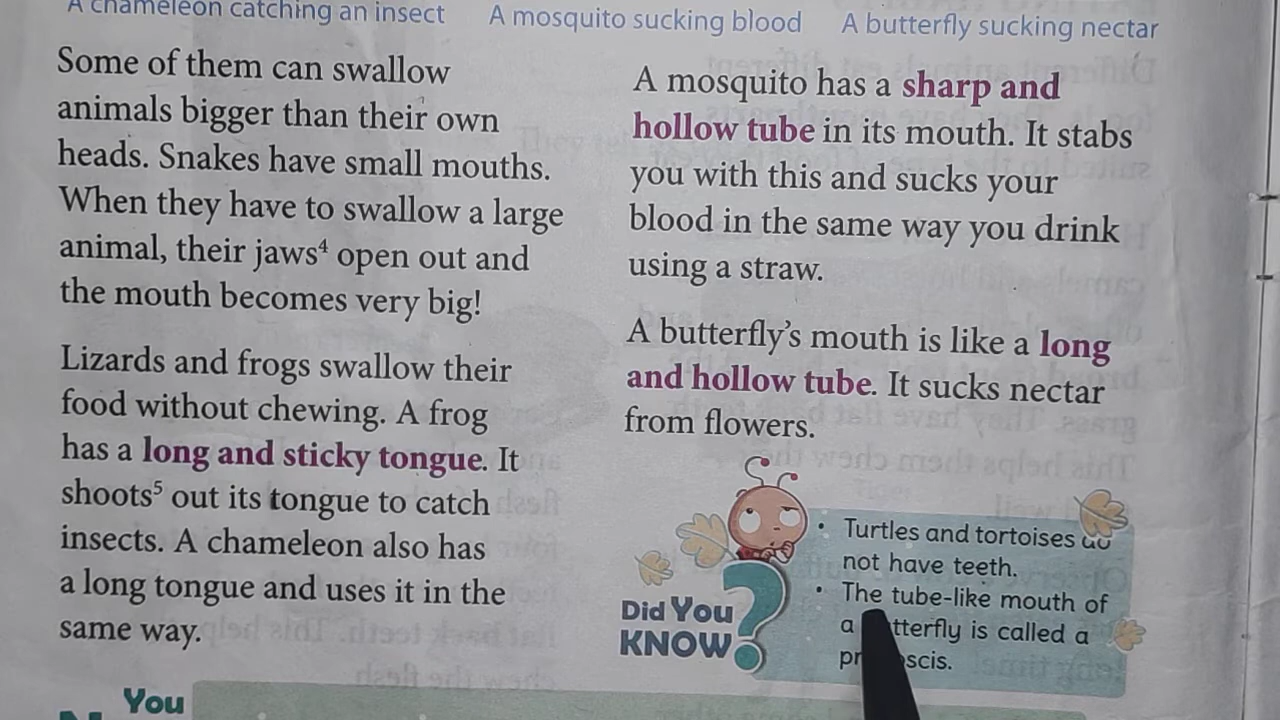 A chameleon catching an insect
A mosquito sucking blood
A butterfly sucking nectar
Some of them can swallow
animals bigger than their own
heads. Snakes have small mouths.
When they have to swallow a large
animal, their jaws⁴ open out and
the mouth becomes very big!
Lizards and frogs swallow their
food without chewing. A frog
has a long and sticky tongue. It
shoots⁵ out its tongue to catch
insects. A chameleon also has
a long tongue and uses it in the
same way.
A mosquito has a sharp and
hollow tube in its mouth. It stabs
you with this and sucks your
blood in the same way you drink
using a straw.
A butterfly’s mouth is like a long
and hollow tube. It sucks nectar
from flowers.
Did You
KNOW?
• Turtles and tortoises do
not have teeth.
• The tube-like mouth of
a butterfly is called a
You